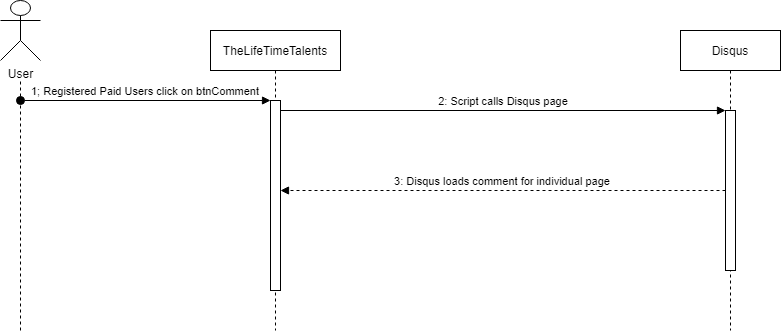 TheLifeTimeTalents
Disqus
User
1; Registered Paid Users click on btnComment
2: Script calls Disqus page
3: Disqus loads comment for individual page